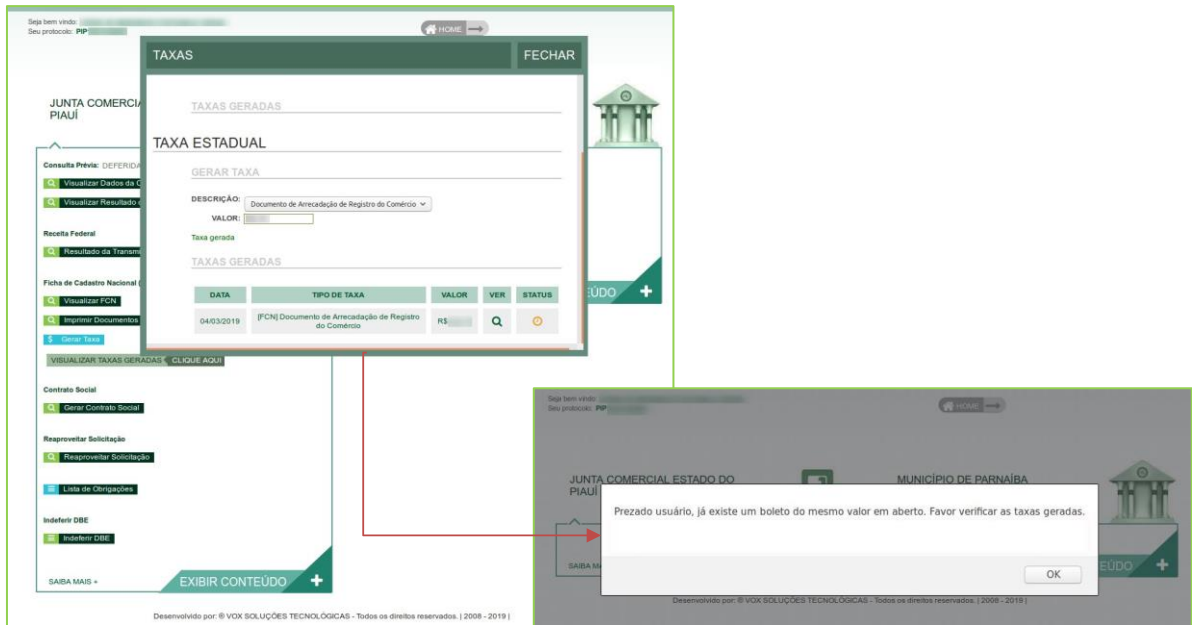 Seja bem vindo:
Seu protocolo: PIP
HOME
TAXAS
FECHAR
TAXAS GERADAS
TAXA ESTADUAL
GERAR TAXA
DESCRIÇÃO: Documento de Arrecadação de Registro do Comércio
VALOR:
Taxa gerada
TAXAS GERADAS
DATA TIPO DE TAXA VALOR VER STATUS
04/03/2019 [FCN] Documento de Arrecadação de Registro do Comércio R$
JUNTA COMERCIA
PIAUÍ
Consulta Prévia: DEFERIDA
Visualizar Dados da C
Visualizar Resultado
Receita Federal
Resultado da Transmi
Ficha de Cadastro Nacional (
Visualizar FCN
Imprimir Documentos
$ Gerar Taxa
VISUALIZAR TAXAS GERADAS CLIQUE AQUI
Contrato Social
Gerar Contrato Social
Reaproveitar Solicitação
Reaproveitar Solicitação
Lista de Obrigações
Indeferir DBE
Indeferir DBE
SAIBA MAIS +
EXIBIR CONTEÚDO +
EÚDO +
Desenvolvido por: ® VOX SOLUÇÕES TECNOLÓGICAS - Todos os direitos reservados. | 2008 - 2019 |
Seja bem vindo:
Seu protocolo: PIP
HOME
JUNTA COMERCIAL ESTADO DO
PIAUÍ
MUNICÍPIO DE PARNAÍBA
Prezado usuário, já existe um boleto do mesmo valor em aberto. Favor verificar as taxas geradas.
OK
SAIBA M
EÚDO +
Desenvolvido por: ® VOX SOLUÇÕES TECNOLÓGICAS - Todos os direitos reservados. | 2008 - 2019 |